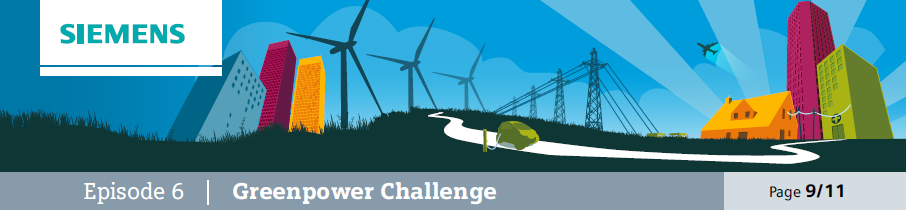 SIEMENS
Episode 6 | Greenpower Challenge
Page 9/11